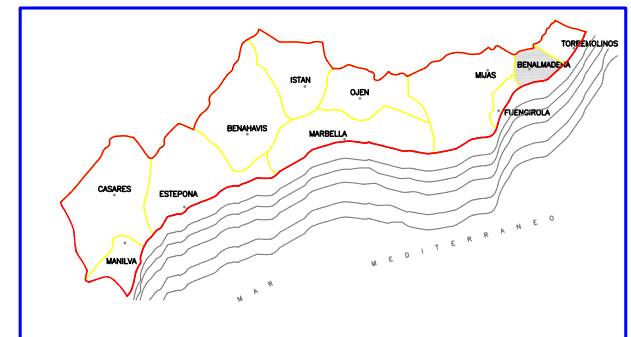 TORREMOLINOS
BENALMADENA
MIJAS
ISTAN
OJEN
FUENGIROLA
BENAHAVIS
MARBELLA
CASARES
ESTEPONA
MANILVA
MAR MEDITERRANEO